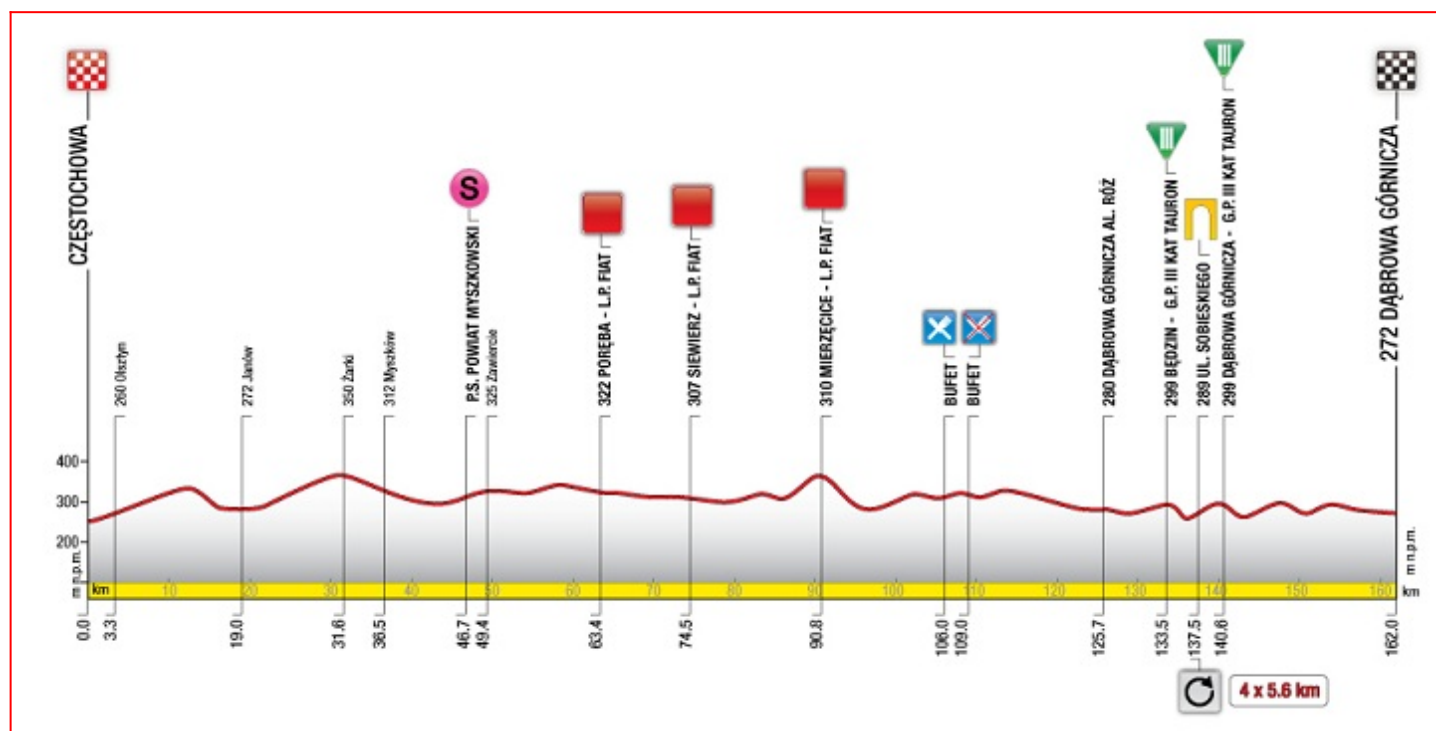 CZĘSTOCHOWA
260 Olsztyn
272 Janów
350 Żarki
312 Myszków
S
P.S. POWIAT MYSZKOWSKI
325 Zawiercie
322 PORĘBA - L.P. FIAT
307 SIEWIERZ - L.P. FIAT
310 MIERZĘCICE - L.P. FIAT
BUFET
BUFET
280 DĄBROWA GÓRNICZA AL. RÓŻ
III
299 BĘDZIN - G.P. III KAT TAURON
289 UL. SOBIESKIEGO
III
299 DĄBROWA GÓRNICZA - G.P. III KAT TAURON
272 DĄBROWA GÓRNICZA
400
300
200
m n.p.m.
m n.p.m.
km 10 20 30 40 50 60 70 80 90 100 110 120 130 140 150 160 km
0.0 3.3 19.0 31.6 36.5 46.7 49.4 63.4 74.5 90.8 106.0 109.0 125.7 133.5 137.5 140.6 162.0
4 x 5.6 km